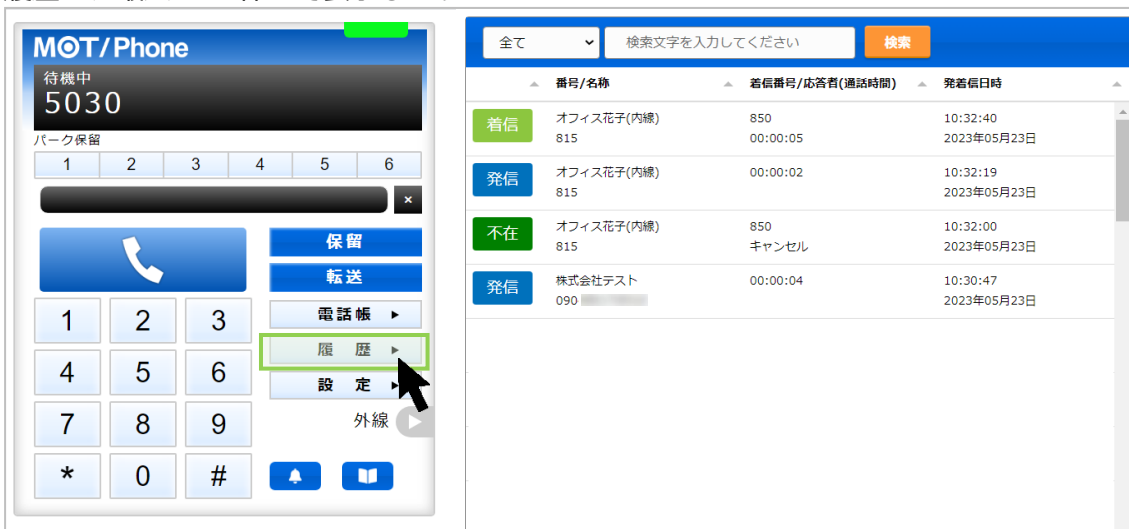 MOT/Phone
待機中
5030
パーク保留
1 2 3 4 5 6
×
保留
転送
電話帳 ▶
履 歴 ▶
設 定 ▶
外線
1 2 3
4 5 6
7 8 9
* 0 #
全て
検索文字を入力してください
検索
番号/名称 着信番号/応答者(通話時間) 発着信日時
着信 オフィス花子(内線) 850 10:32:40
815 00:00:05 2023年05月23日
発信 オフィス花子(内線) 00:00:02 10:32:19
815 2023年05月23日
不在 オフィス花子(内線) 850 10:32:00
815 キャンセル 2023年05月23日
発信 株式会社テスト 00:00:04 10:30:47
090 2023年05月23日